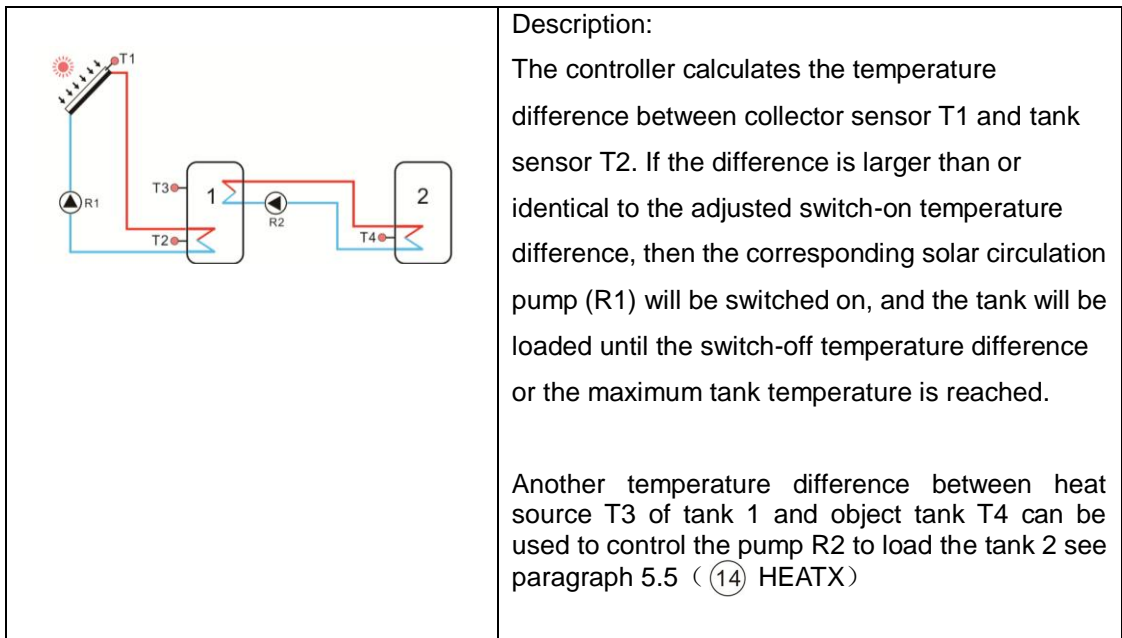 T1
R1
T3
T2
1
R2
T4
2
Description:
The controller calculates the temperature
difference between collector sensor T1 and tank
sensor T2. If the difference is larger than or
identical to the adjusted switch-on temperature
difference, then the corresponding solar circulation
pump (R1) will be switched on, and the tank will be
loaded until the switch-off temperature difference
or the maximum tank temperature is reached.
Another temperature difference between heat
source T3 of tank 1 and object tank T4 can be
used to control the pump R2 to load the tank 2 see
paragraph 5.5（⑭ HEATX）